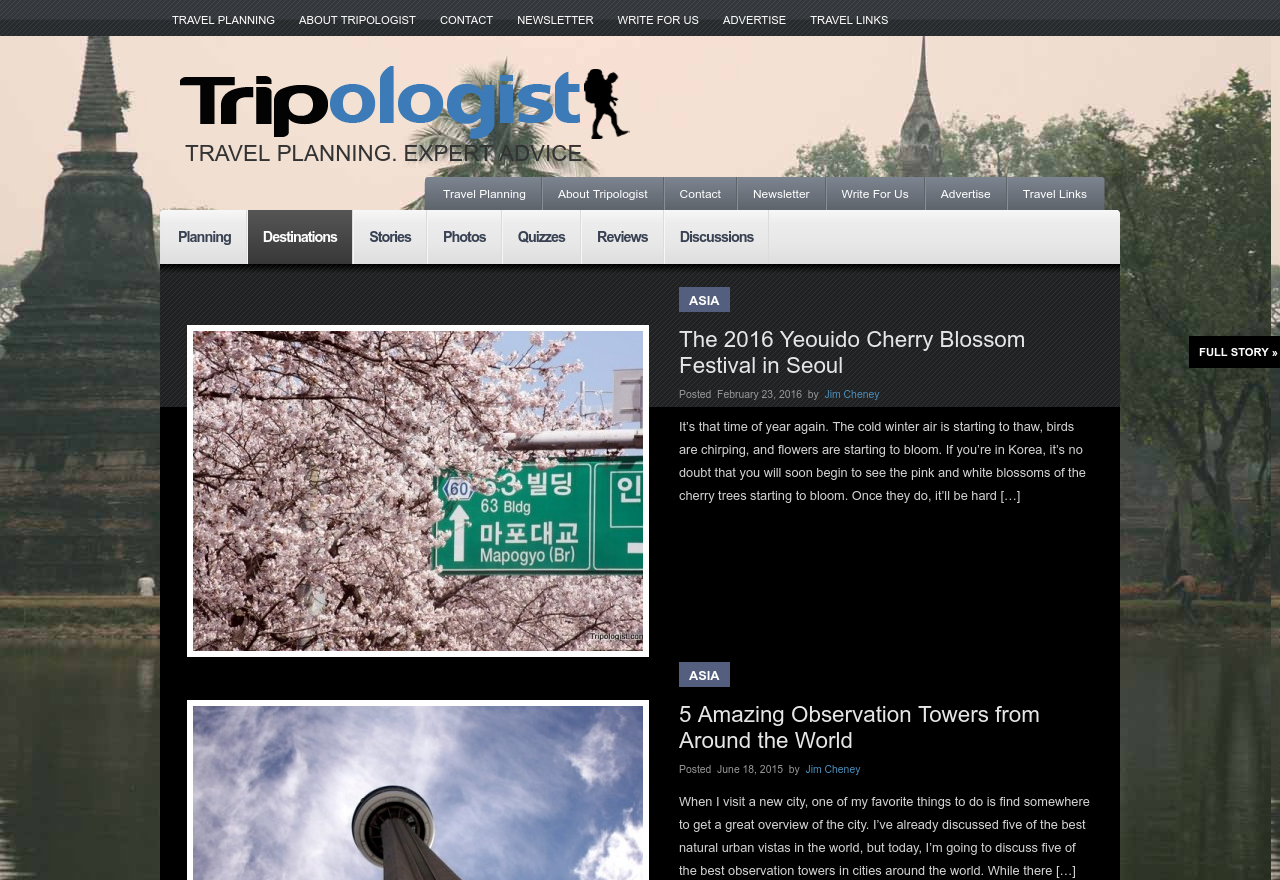 TRAVEL PLANNING ABOUT TRIPOLOGIST CONTACT NEWSLETTER WRITE FOR US ADVERTISE TRAVEL LINKS
Tripologist
TRAVEL PLANNING. EXPERT ADVICE.
Travel Planning About Tripologist Contact Newsletter Write For Us Advertise Travel Links
Planning Destinations Stories Photos Quizzes Reviews Discussions
ASIA
The 2016 Yeouido Cherry Blossom
Festival in Seoul
FULL STORY »
Posted February 23, 2016 by Jim Cheney
It's that time of year again. The cold winter air is starting to thaw, birds
are chirping, and flowers are starting to bloom. If you're in Korea, it's no
doubt that you will soon begin to see the pink and white blossoms of the
cherry trees starting to bloom. Once they do, it'll be hard […]
60 63 빌딩 인
63 Bldg
마포대교
Mapogyo (Br)
Tripologist.com
ASIA
5 Amazing Observation Towers from
Around the World
Posted June 18, 2015 by Jim Cheney
When I visit a new city, one of my favorite things to do is find somewhere
to get a great overview of the city. I've already discussed five of the best
natural urban vistas in the world, but today, I'm going to discuss five of
the best observation towers in cities around the world. While there […]